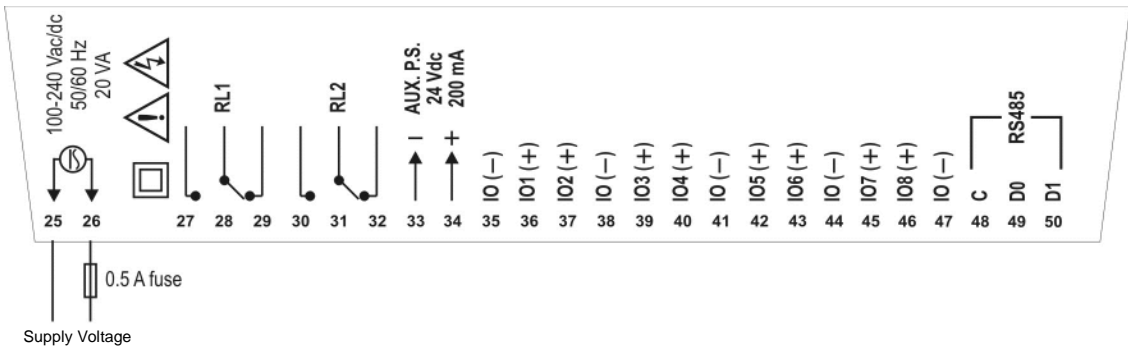 100-240 Vac/dc
50/60 Hz
20 VA
RL1
RL2
AUX. P.S.
24 Vdc
200 mA
− +
IO (−) IO1 (+) IO2 (+) IO (−) IO3 (+) IO4 (+) IO (−) IO5 (+) IO6 (+) IO (−) IO7 (+) IO8 (+) IO (−)
RS485
C D0 D1
25 26 27 28 29 30 31 32 33 34 35 36 37 38 39 40 41 42 43 44 45 46 47 48 49 50
0.5 A fuse
Supply Voltage